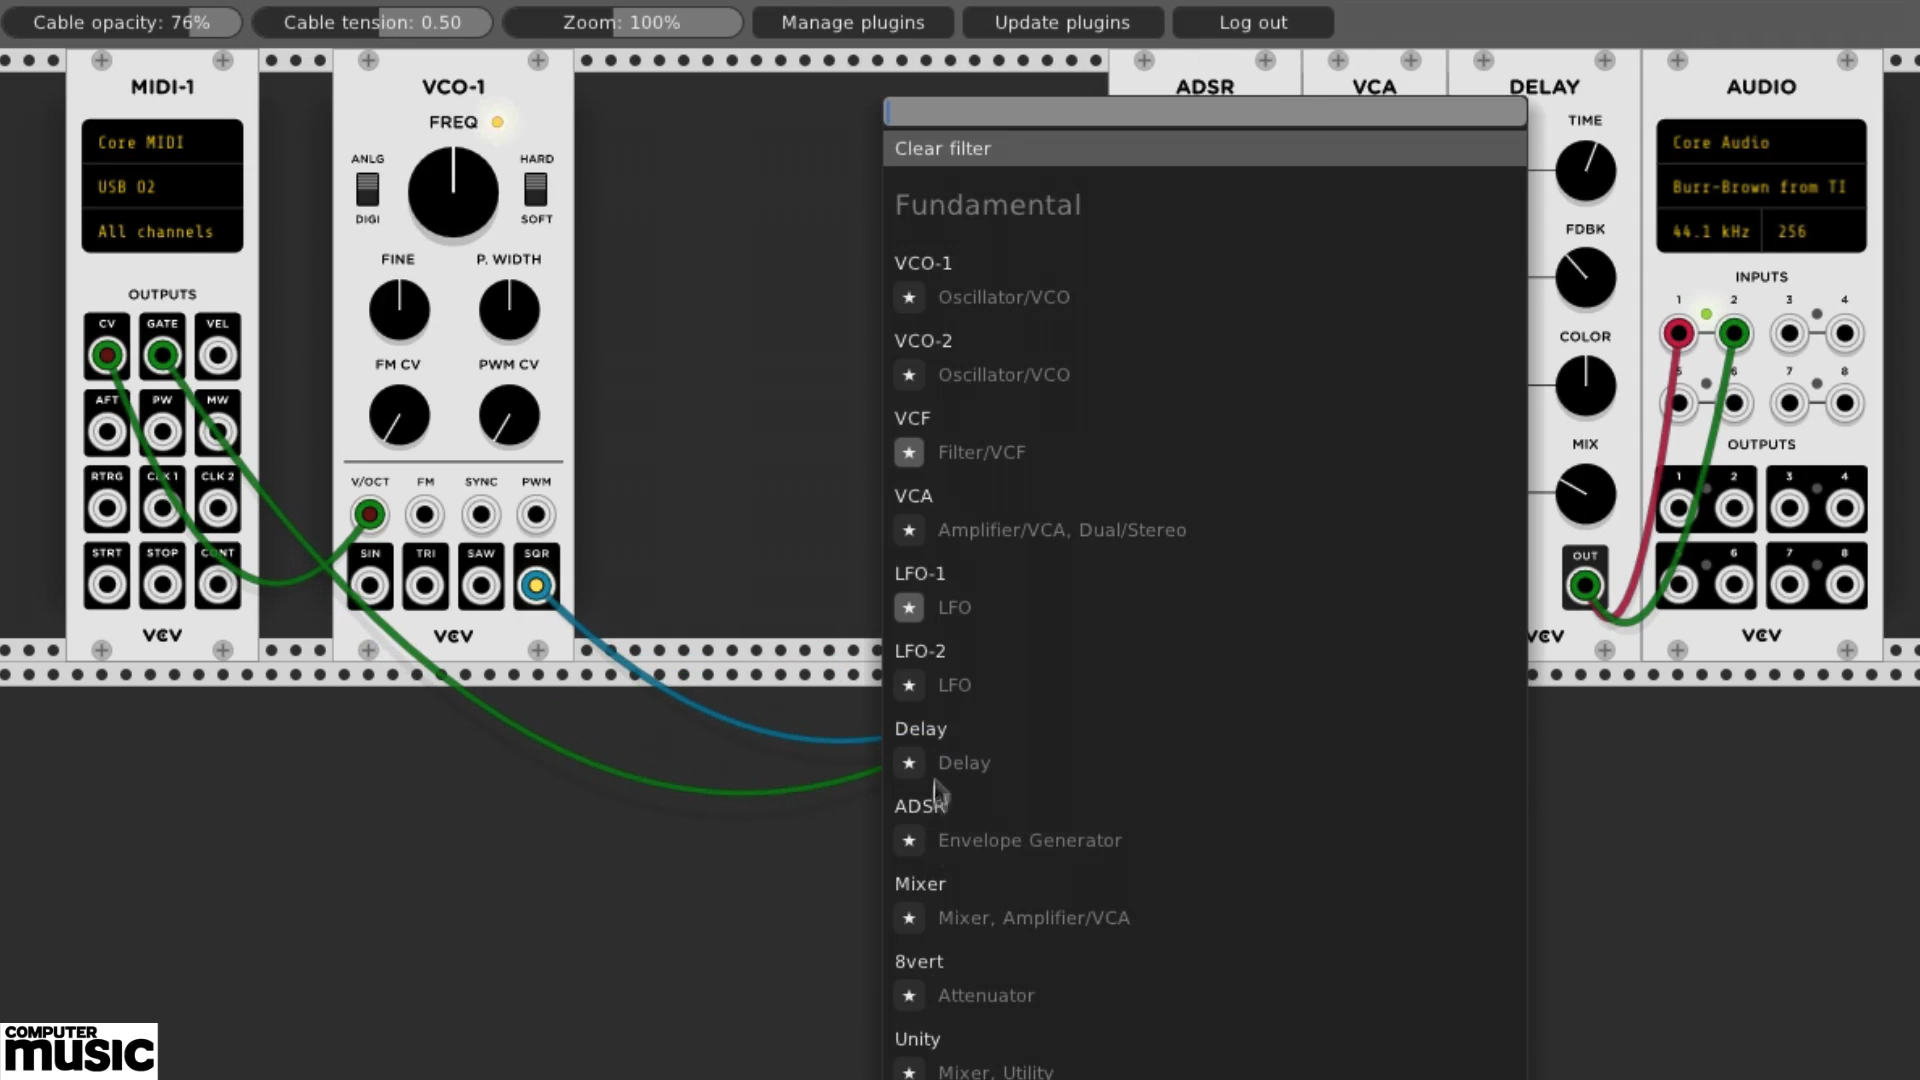 Cable opacity: 76% Cable tension: 0.50 Zoom: 100% Manage plugins Update plugins Log out
MIDI-1
Core MIDI
USB 02
All channels
OUTPUTS
CV GATE VEL
AFT PW MW
RTRG CLK 1 CLK 2
STRT STOP CONT
VCV
VCO-1
FREQ
ANLG HARD
DIGI SOFT
FINE P. WIDTH
FM CV PWM CV
V/OCT FM SYNC PWM
SIN TRI SAW SQR
VCV
Clear filter
Fundamental
VCO-1
★ Oscillator/VCO
VCO-2
★ Oscillator/VCO
VCF
★ Filter/VCF
VCA
★ Amplifier/VCA, Dual/Stereo
LFO-1
★ LFO
LFO-2
★ LFO
Delay
★ Delay
ADSR
★ Envelope Generator
Mixer
★ Mixer, Amplifier/VCA
8vert
★ Attenuator
Unity
★ Mixer, Utility
ADSR
VCA
DELAY
TIME
FDBK
COLOR
MIX
OUT
VCV
AUDIO
Core Audio
Burr-Brown from TI
44.1 kHz 256
INPUTS
1 2 3 4
5 6 7 8
OUTPUTS
1 2 3 4
5 6 7 8
VCV
COMPUTER
music